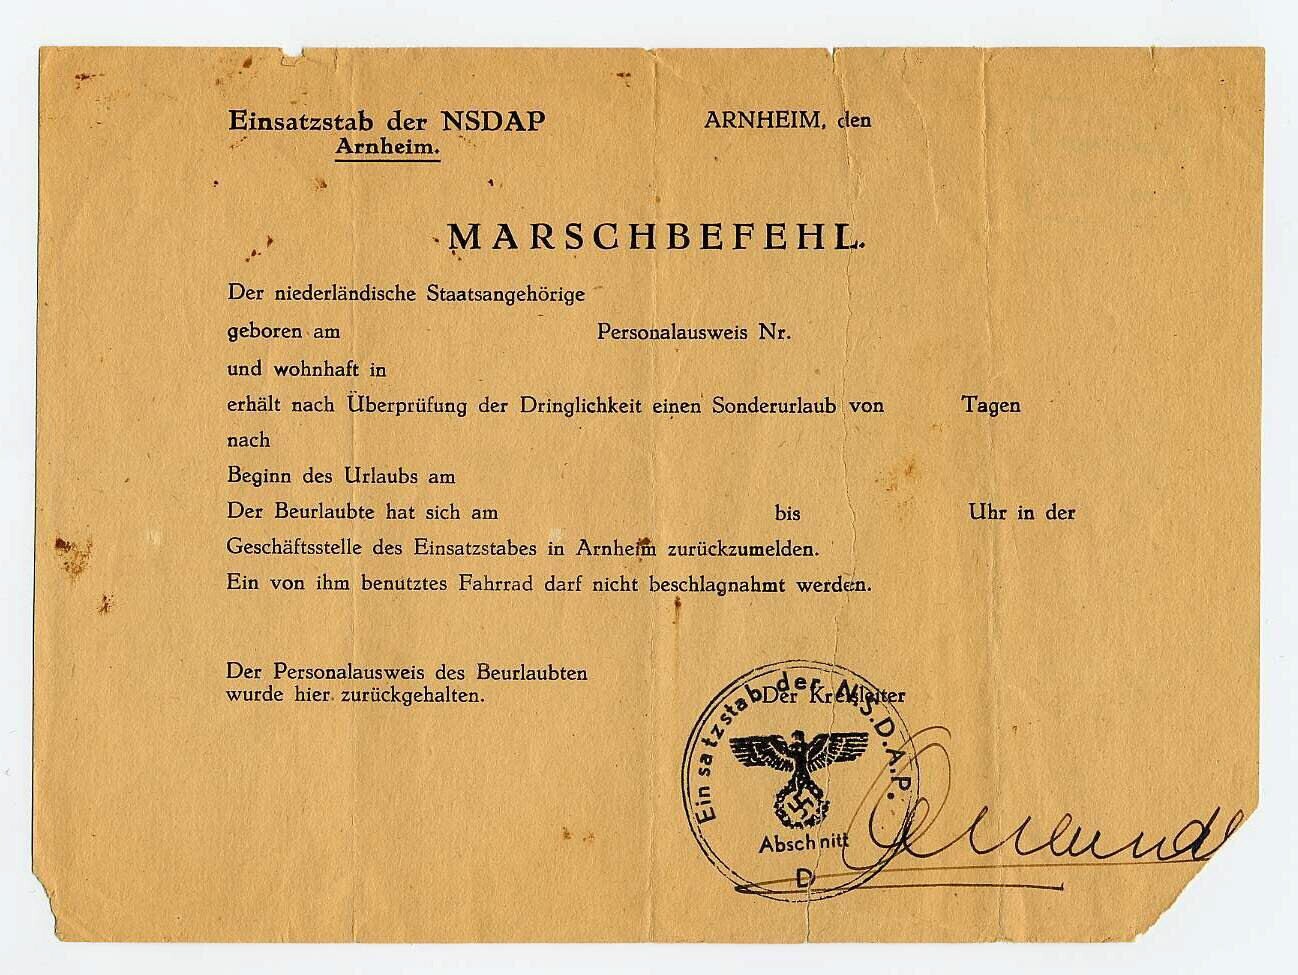 Einsatzstab der NSDAP
Arnheim.
ARNHEIM, den
MARSCHBEFEHL.
Der niederländische Staatsangehörige
geboren am Personalausweis Nr.
und wohnhaft in
erhält nach Überprüfung der Dringlichkeit einen Sonderurlaub von Tagen
nach
Beginn des Urlaubs am
Der Beurlaubte hat sich am bis Uhr in der
Geschäftsstelle des Einsatzstabes in Arnheim zurückzumelden.
Ein von ihm benutztes Fahrrad darf nicht beschlagnahmt werden.
Der Personalausweis des Beurlaubten
wurde hier zurückgehalten.
Der Kreisleiter
Einsatzstab der N.S.D.A.P.
Abschnitt
D